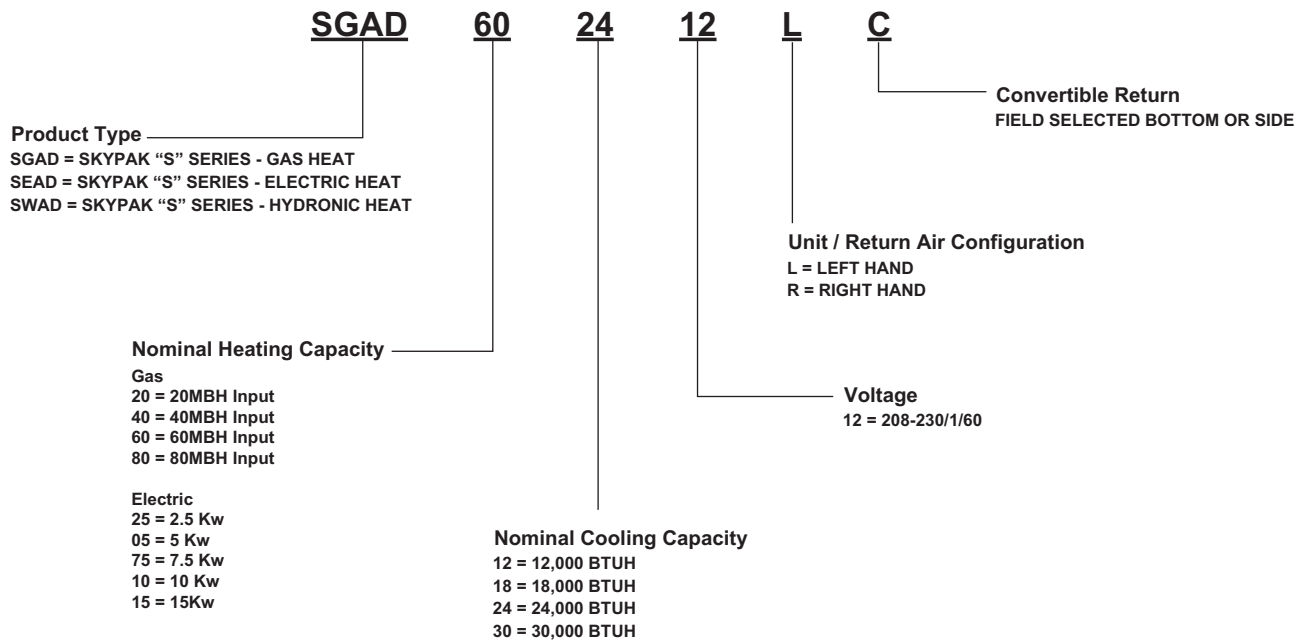 SGAD 60 24 12 L C
Convertible Return
FIELD SELECTED BOTTOM OR SIDE
Product Type
SGAD = SKYPAK “S” SERIES - GAS HEAT
SEAD = SKYPAK “S” SERIES - ELECTRIC HEAT
SWAD = SKYPAK “S” SERIES - HYDRONIC HEAT
Unit / Return Air Configuration
L = LEFT HAND
R = RIGHT HAND
Nominal Heating Capacity
Gas
20 = 20MBH Input
40 = 40MBH Input
60 = 60MBH Input
80 = 80MBH Input
Electric
25 = 2.5 Kw
05 = 5 Kw
75 = 7.5 Kw
10 = 10 Kw
15 = 15Kw
Voltage
12 = 208-230/1/60
Nominal Cooling Capacity
12 = 12,000 BTUH
18 = 18,000 BTUH
24 = 24,000 BTUH
30 = 30,000 BTUH